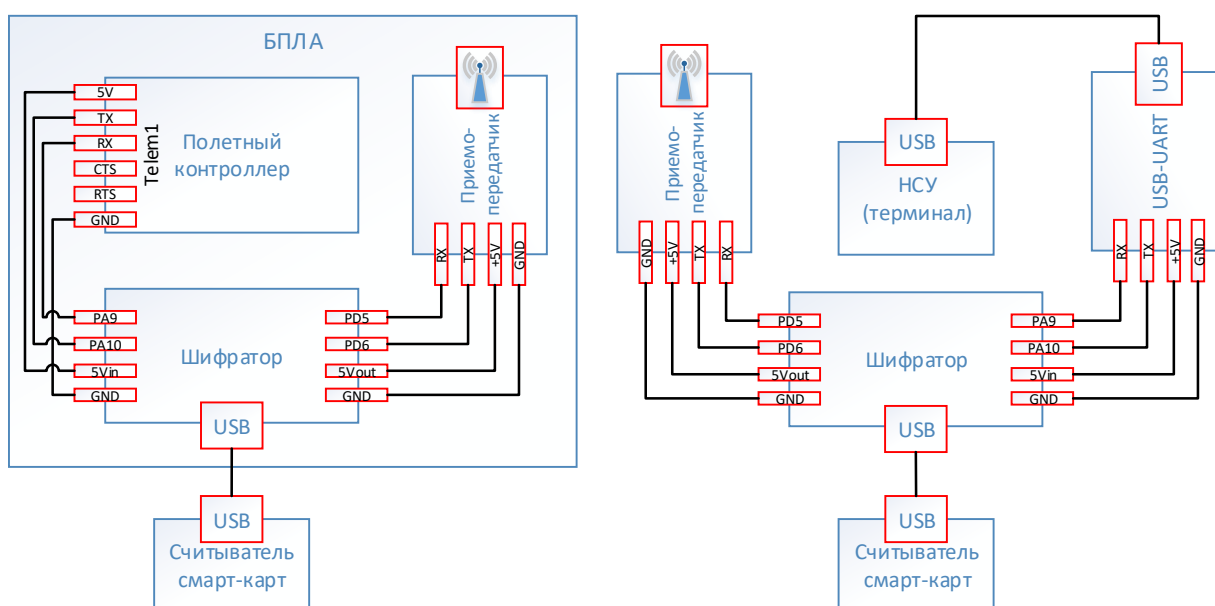 БПЛА
5V
TX
RX
CTS
RTS
GND
Telem1
Полетный
контроллер
Приемо-
передатчик
RX
TX
+5V
GND
PA9
PA10
5Vin
GND
Шифратор
PD5
PD6
5Vout
GND
USB
USB
Считыватель
смарт-карт
Приемо-
передатчик
GND
+5V
TX
RX
USB
НСУ
(терминал)
USB
USB-UART
RX
TX
+5V
GND
PD5
PD6
5Vout
GND
Шифратор
PA9
PA10
5Vin
GND
USB
USB
Считыватель
смарт-карт